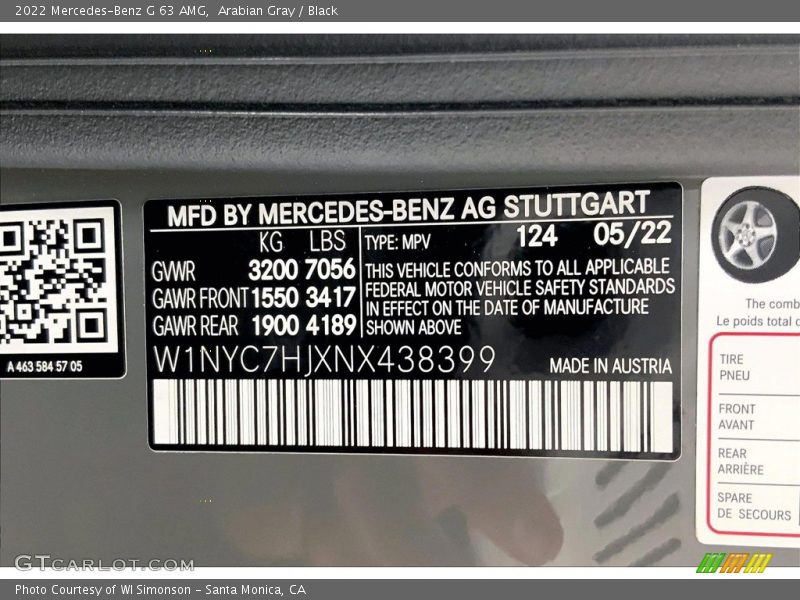 2022 Mercedes-Benz G 63 AMG,  Arabian Gray / Black
MFD BY MERCEDES-BENZ AG STUTTGART
KG LBS TYPE: MPV 124 05/22
GWR 3200 7056
GAWR FRONT 1550 3417
GAWR REAR 1900 4189
THIS VEHICLE CONFORMS TO ALL APPLICABLE
FEDERAL MOTOR VEHICLE SAFETY STANDARDS
IN EFFECT ON THE DATE OF MANUFACTURE
SHOWN ABOVE
W1NYC7HJXNX438399 MADE IN AUSTRIA
A 463 584 57 05
The comb
Le poids total
TIRE
PNEU
FRONT
AVANT
REAR
ARRIÈRE
SPARE
DE SECOURS
GTCARLOT.COM
Photo Courtesy of WI Simonson - Santa Monica, CA